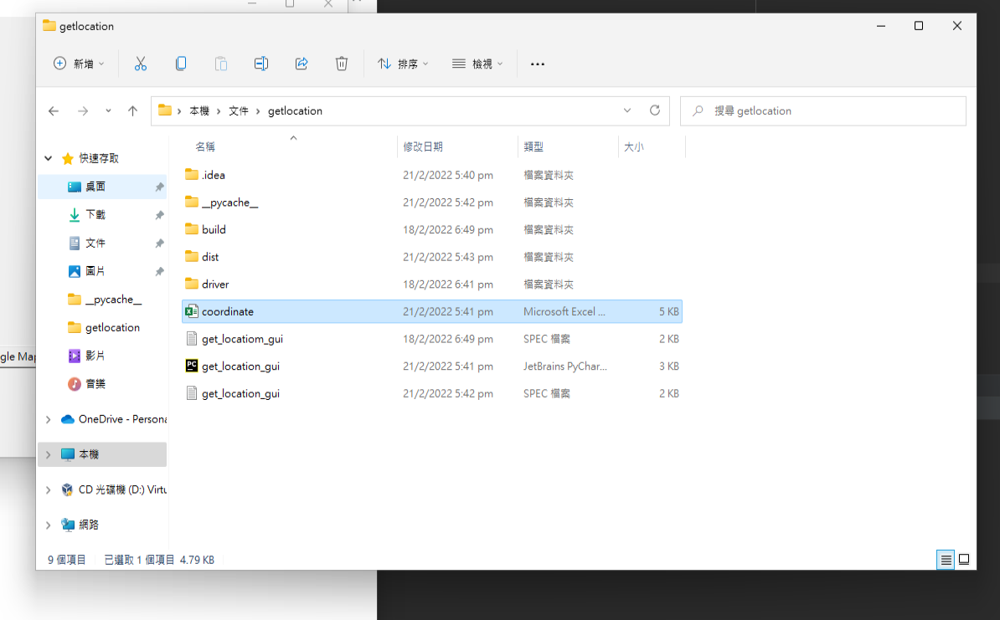 getlocation
新增
排序
檢視
本機 文件 getlocation
搜尋 getlocation
名稱 修改日期 類型 大小
快速存取
桌面
下載
文件
圖片
__pycache__
getlocation
影片
音樂
OneDrive - Persona
本機
CD 光碟機 (D:) Virtu
網路
.idea 21/2/2022 5:40 pm 檔案資料夾
__pycache__ 21/2/2022 5:42 pm 檔案資料夾
build 18/2/2022 6:49 pm 檔案資料夾
dist 21/2/2022 5:43 pm 檔案資料夾
driver 18/2/2022 6:41 pm 檔案資料夾
coordinate 21/2/2022 5:41 pm Microsoft Excel ... 5 KB
get_locatiom_gui 18/2/2022 6:49 pm SPEC 檔案 2 KB
get_location_gui 21/2/2022 5:41 pm JetBrains PyChar... 3 KB
get_location_gui 21/2/2022 5:42 pm SPEC 檔案 2 KB
gle Map
9 個項目 已選取 1 個項目 4.79 KB